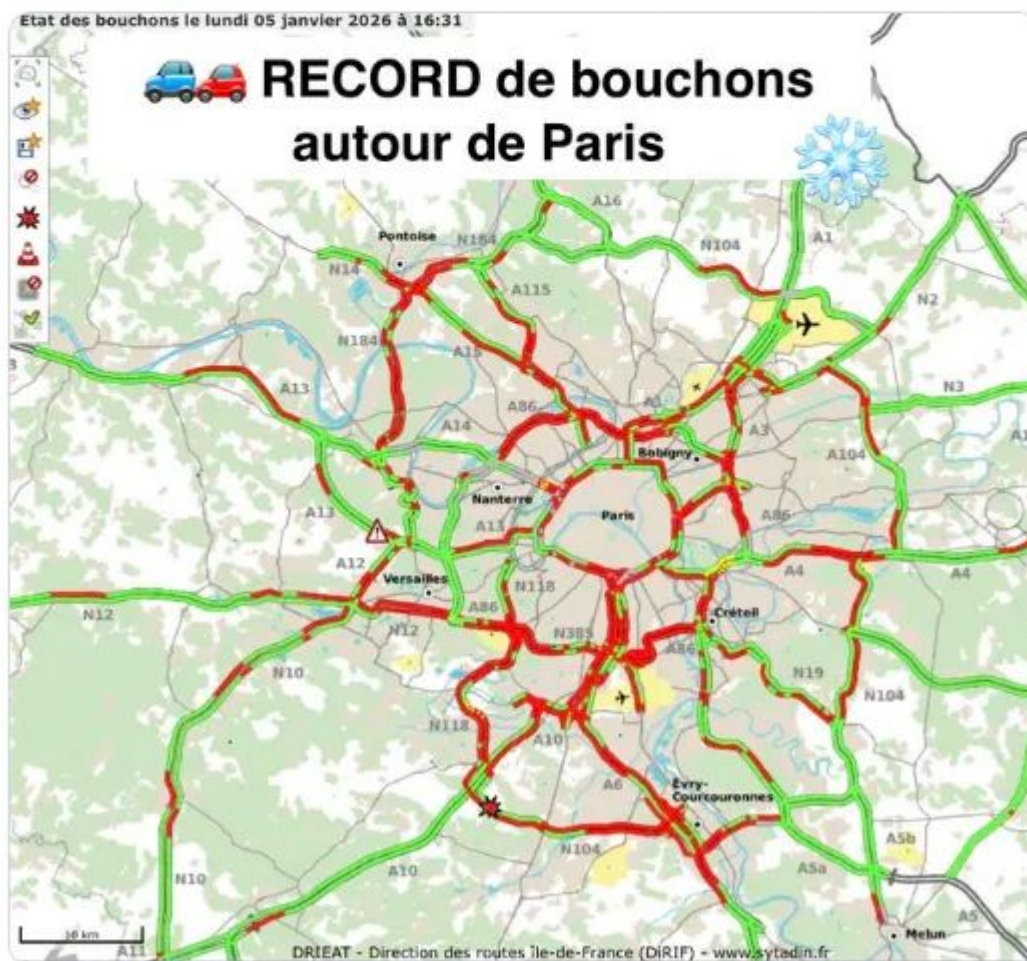 Etat des bouchons le lundi 05 janvier 2026 à 16:31
RECORD de bouchons
autour de Paris
A16
Pontoise
N184
N104
A1
N14
A115
N2
N184
A15
A13
A86
A1
N3
A14
A3
Bobigny
A104
Nanterre
A13
Paris
A13
A86
A12
N118
A4
A4
Versailles
N12
A86
Créteil
N12
N385
A86
N10
N19
N104
N118
A10
A6
Évry-
Courcouronnes
N104
A5b
N10
A10
A5a
A5
10 km
A11
Melun
DRIEAT - Direction des routes île-de-France (DiRIF) - www.sytadin.fr